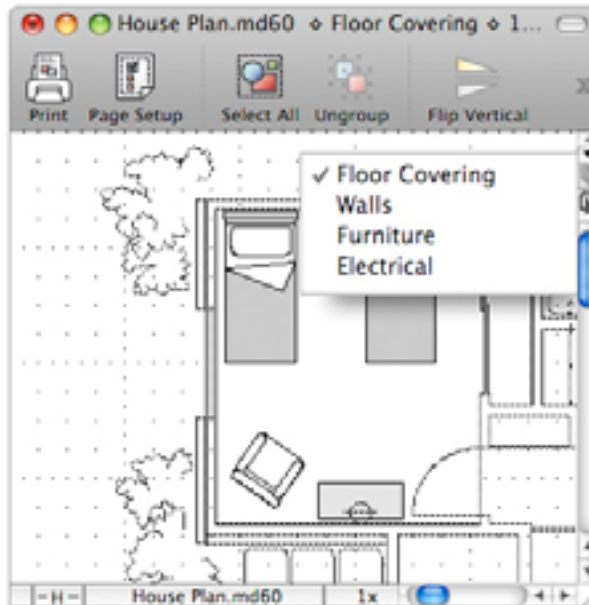 House Plan.md60 ⬦ Floor Covering ⬦ 1...
Print Page Setup Select All Ungroup Flip Vertical
✓ Floor Covering
Walls
Furniture
Electrical
H House Plan.md60 1x